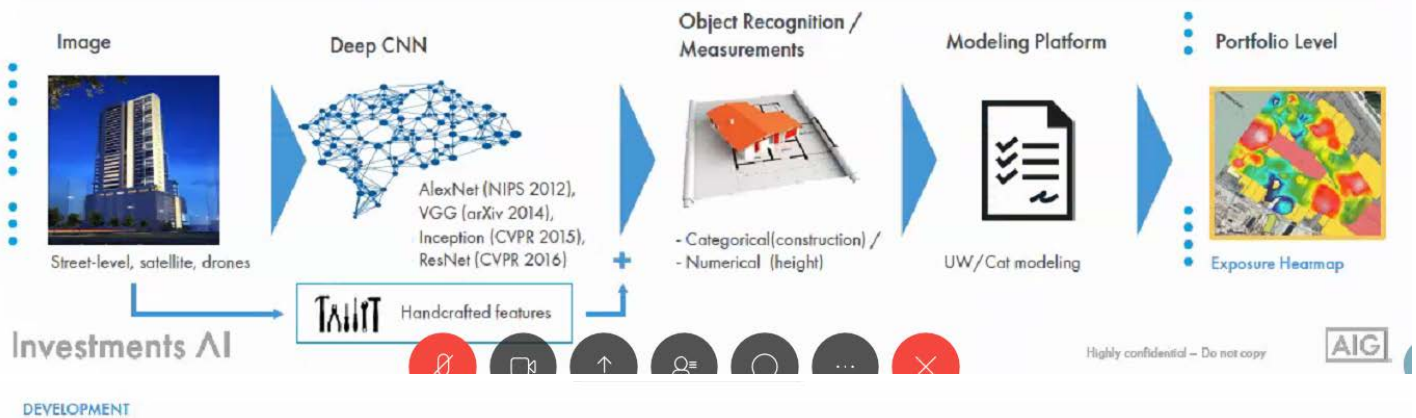 Image
Deep CNN
Object Recognition /
Measurements
Modeling Platform
Portfolio Level
AlexNet (NIPS 2012),
VGG (arXiv 2014),
Inception (CVPR 2015),
ResNet (CVPR 2016)
+
Street-level, satellite, drones
- Categorical(construction) /
- Numerical (height)
UW/Cat modeling
Exposure Hearmap
Handcrafted features
Investments AI
Highly confidential – Do not copy
AIG
DEVELOPMENT